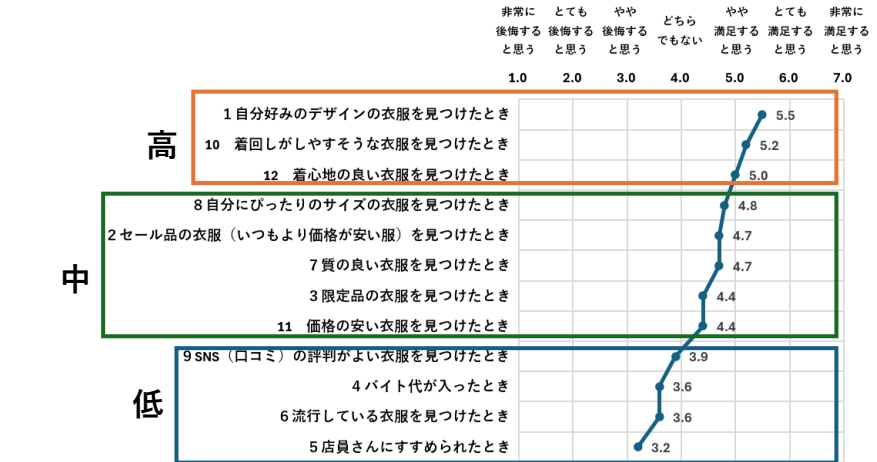 非常に とても やや どちら やや とても 非常に
後悔する 後悔する 後悔する でもない 満足する 満足する 満足する
と思う と思う と思う と思う と思う と思う
1.0 2.0 3.0 4.0 5.0 6.0 7.0
高
1 自分好みのデザインの衣服を見つけたとき 5.5
10 着回しがしやすそうな衣服を見つけたとき 5.2
12 着心地の良い衣服を見つけたとき 5.0
中
8 自分にぴったりのサイズの衣服を見つけたとき 4.8
2 セール品の衣服（いつもより価格が安い服）を見つけたとき 4.7
7 質の良い衣服を見つけたとき 4.7
3 限定品の衣服を見つけたとき 4.4
11 価格の安い衣服を見つけたとき 4.4
低
9 SNS（口コミ）の評判がよい衣服を見つけたとき 3.9
4 バイト代が入ったとき 3.6
6 流行している衣服を見つけたとき 3.6
5 店員さんにすすめられたとき 3.2